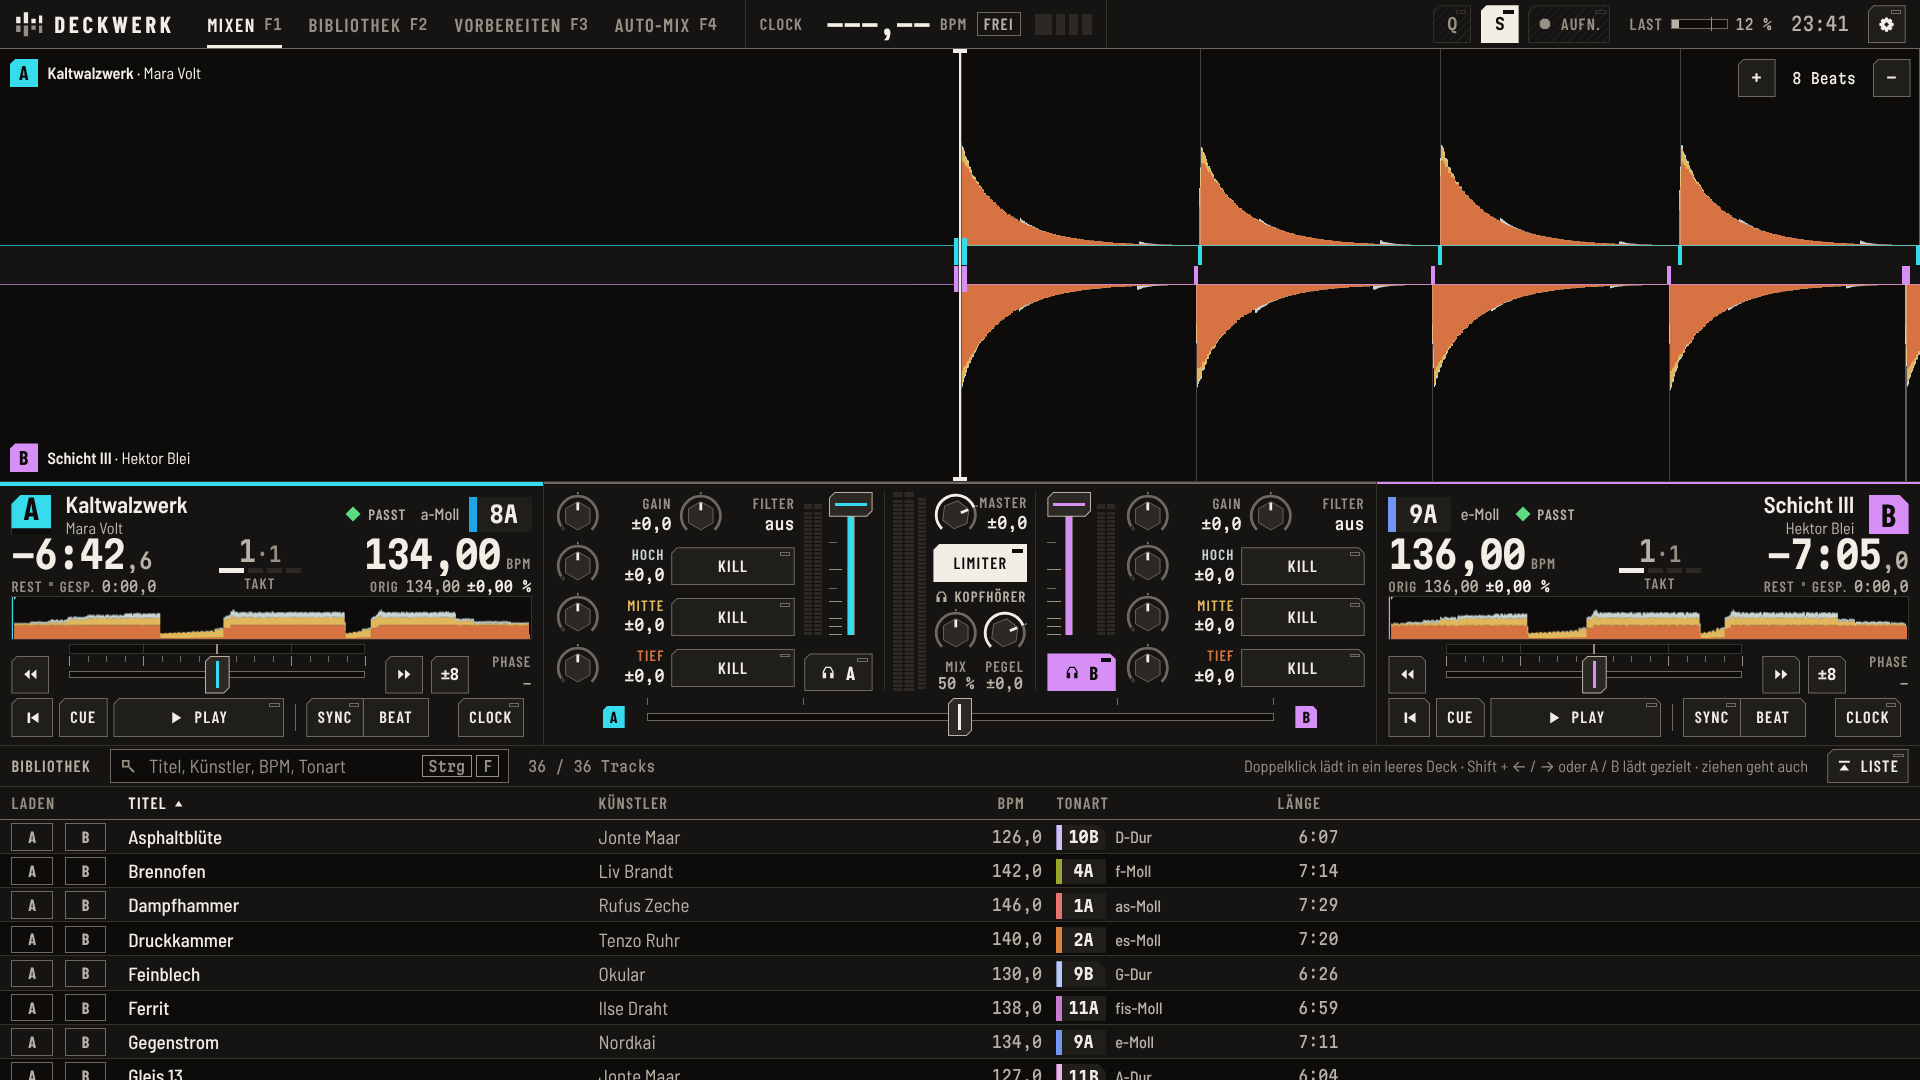 DECKWERK MIXEN F1 BIBLIOTHEK F2 VORBEREITEN F3 AUTO-MIX F4 CLOCK ---,-- BPM FREI Q S AUFN. LAST 12 % 23:41
A Kaltwalzwerk · Mara Volt
+ 8 Beats −
B Schicht III · Hektor Blei
A Kaltwalzwerk
Mara Volt
PASST a-Moll 8A
−6:42,6
1·1
134,00 BPM
REST GESP. 0:00,0
TAKT
ORIG 134,00 ±0,00 %
PHASE
±8
–
CUE PLAY SYNC BEAT CLOCK
GAIN ±0,0
FILTER aus
HOCH ±0,0 KILL
MITTE ±0,0 KILL
TIEF ±0,0 KILL
A
MASTER ±0,0
LIMITER
KOPFHÖRER
MIX 50 %
PEGEL ±0,0
B
GAIN ±0,0
FILTER aus
HOCH ±0,0 KILL
MITTE ±0,0 KILL
TIEF ±0,0 KILL
A B
9A e-Moll PASST
Schicht III B
Hektor Blei
136,00 BPM
1·1
−7:05,0
ORIG 136,00 ±0,00 %
TAKT
REST GESP. 0:00,0
PHASE
±8
–
CUE PLAY SYNC BEAT CLOCK
BIBLIOTHEK Titel, Künstler, BPM, Tonart Strg F 36 / 36 Tracks Doppelklick lädt in ein leeres Deck · Shift + ← / → oder A / B lädt gezielt · ziehen geht auch LISTE
LADEN TITEL KÜNSTLER BPM TONART LÄNGE
A B Asphaltblüte Jonte Maar 126,0 10B D-Dur 6:07
A B Brennofen Liv Brandt 142,0 4A f-Moll 7:14
A B Dampfhammer Rufus Zeche 146,0 1A as-Moll 7:29
A B Druckkammer Tenzo Ruhr 140,0 2A es-Moll 7:20
A B Feinblech Okular 130,0 9B G-Dur 6:26
A B Ferrit Ilse Draht 138,0 11A fis-Moll 6:59
A B Gegenstrom Nordkai 134,0 9A e-Moll 7:11
A B Gleis 13 Jonte Maar 127,0 11B A-Dur 6:04